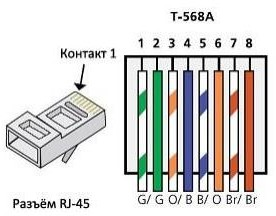 T-568A
Контакт 1
1 2 3 4 5 6 7 8
G/ G O/ B B/ O Br/ Br
Разъём RJ-45